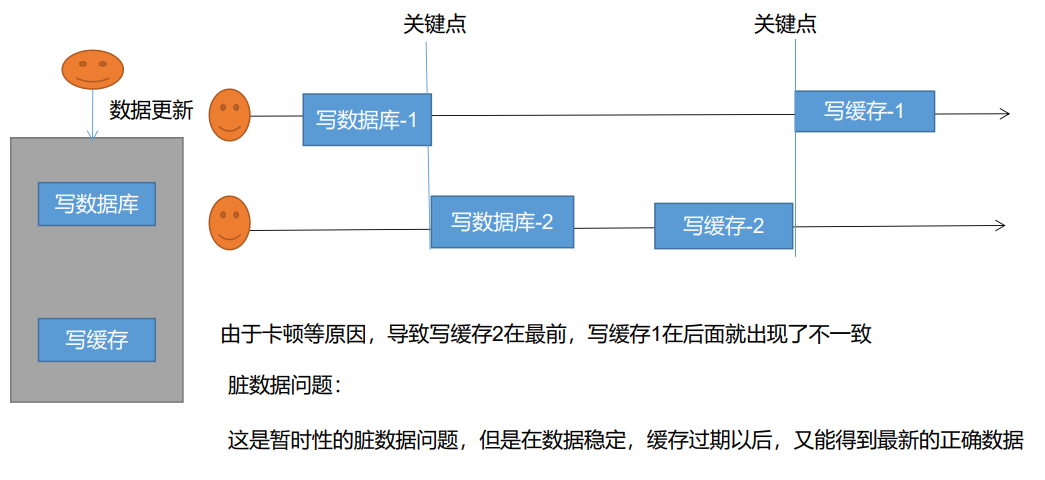 关键点
关键点
数据更新
写数据库-1
写缓存-1
写数据库
写数据库-2
写缓存-2
写缓存
由于卡顿等原因，导致写缓存2在最前，写缓存1在后面就出现了不一致
脏数据问题：
这是暂时性的脏数据问题，但是在数据稳定，缓存过期以后，又能得到最新的正确数据